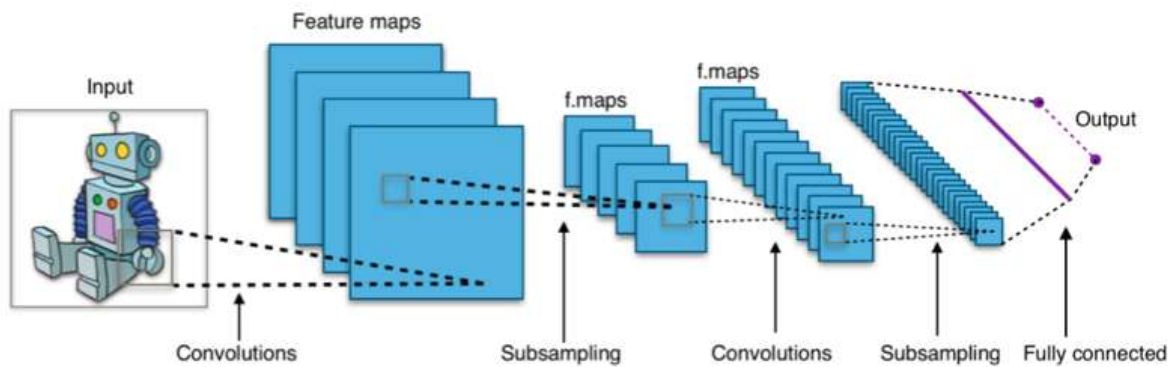 Feature maps
f.maps
Input
f.maps
Output
Convolutions
Subsampling
Convolutions
Subsampling
Fully connected